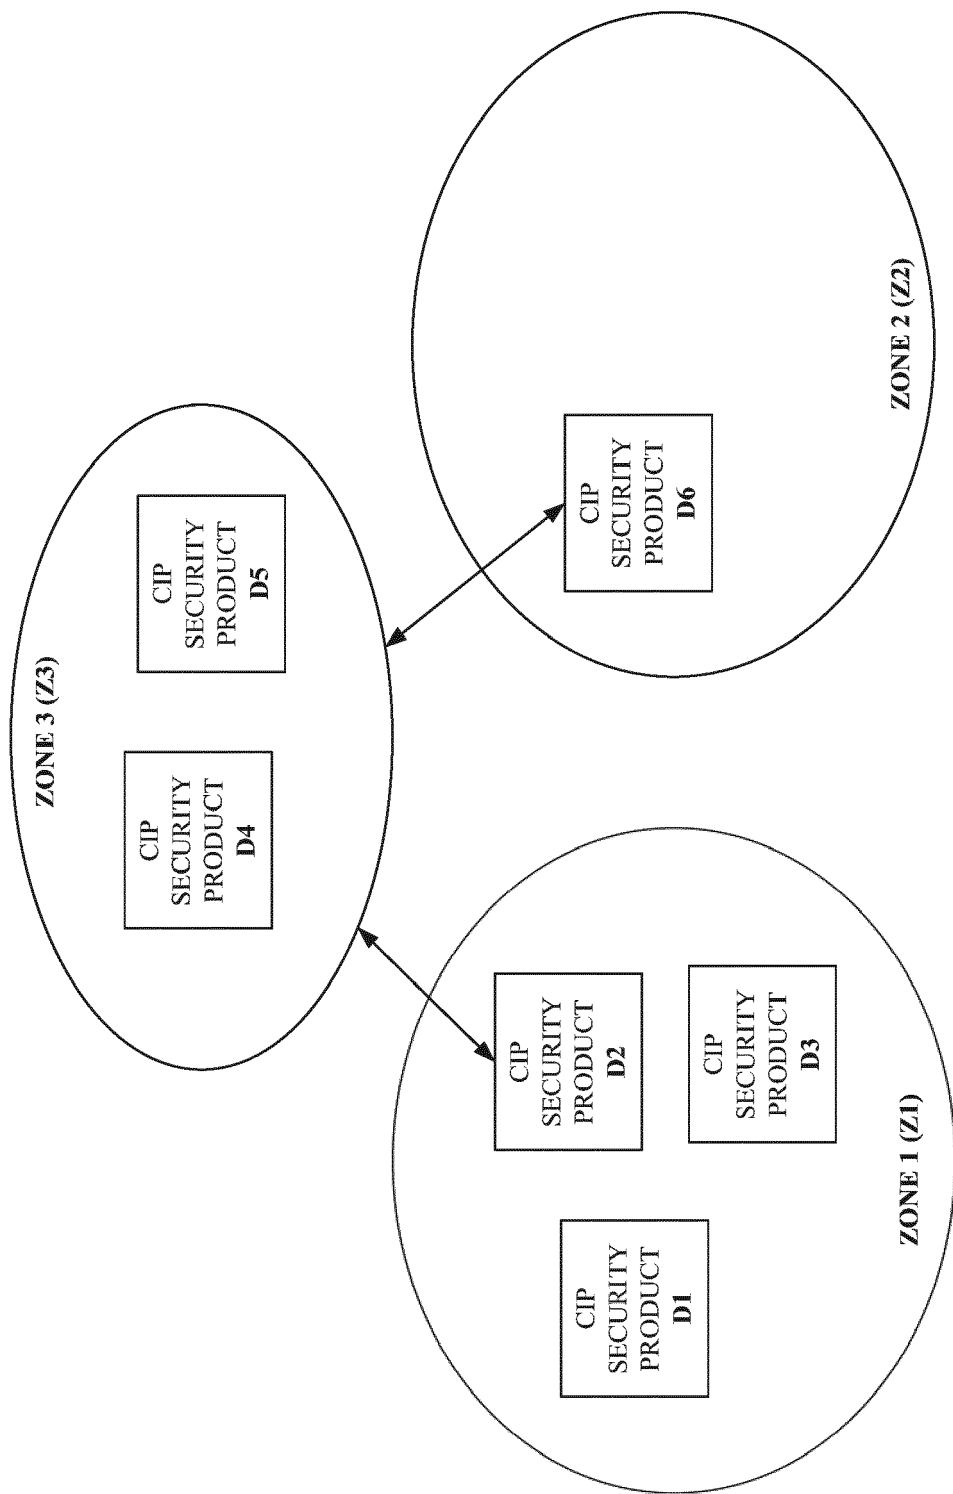 ZONE 3 (Z3)
CIP
SECURITY
PRODUCT
D4
CIP
SECURITY
PRODUCT
D5
CIP
SECURITY
PRODUCT
D1
CIP
SECURITY
PRODUCT
D2
CIP
SECURITY
PRODUCT
D3
ZONE 1 (Z1)
CIP
SECURITY
PRODUCT
D6
ZONE 2 (Z2)